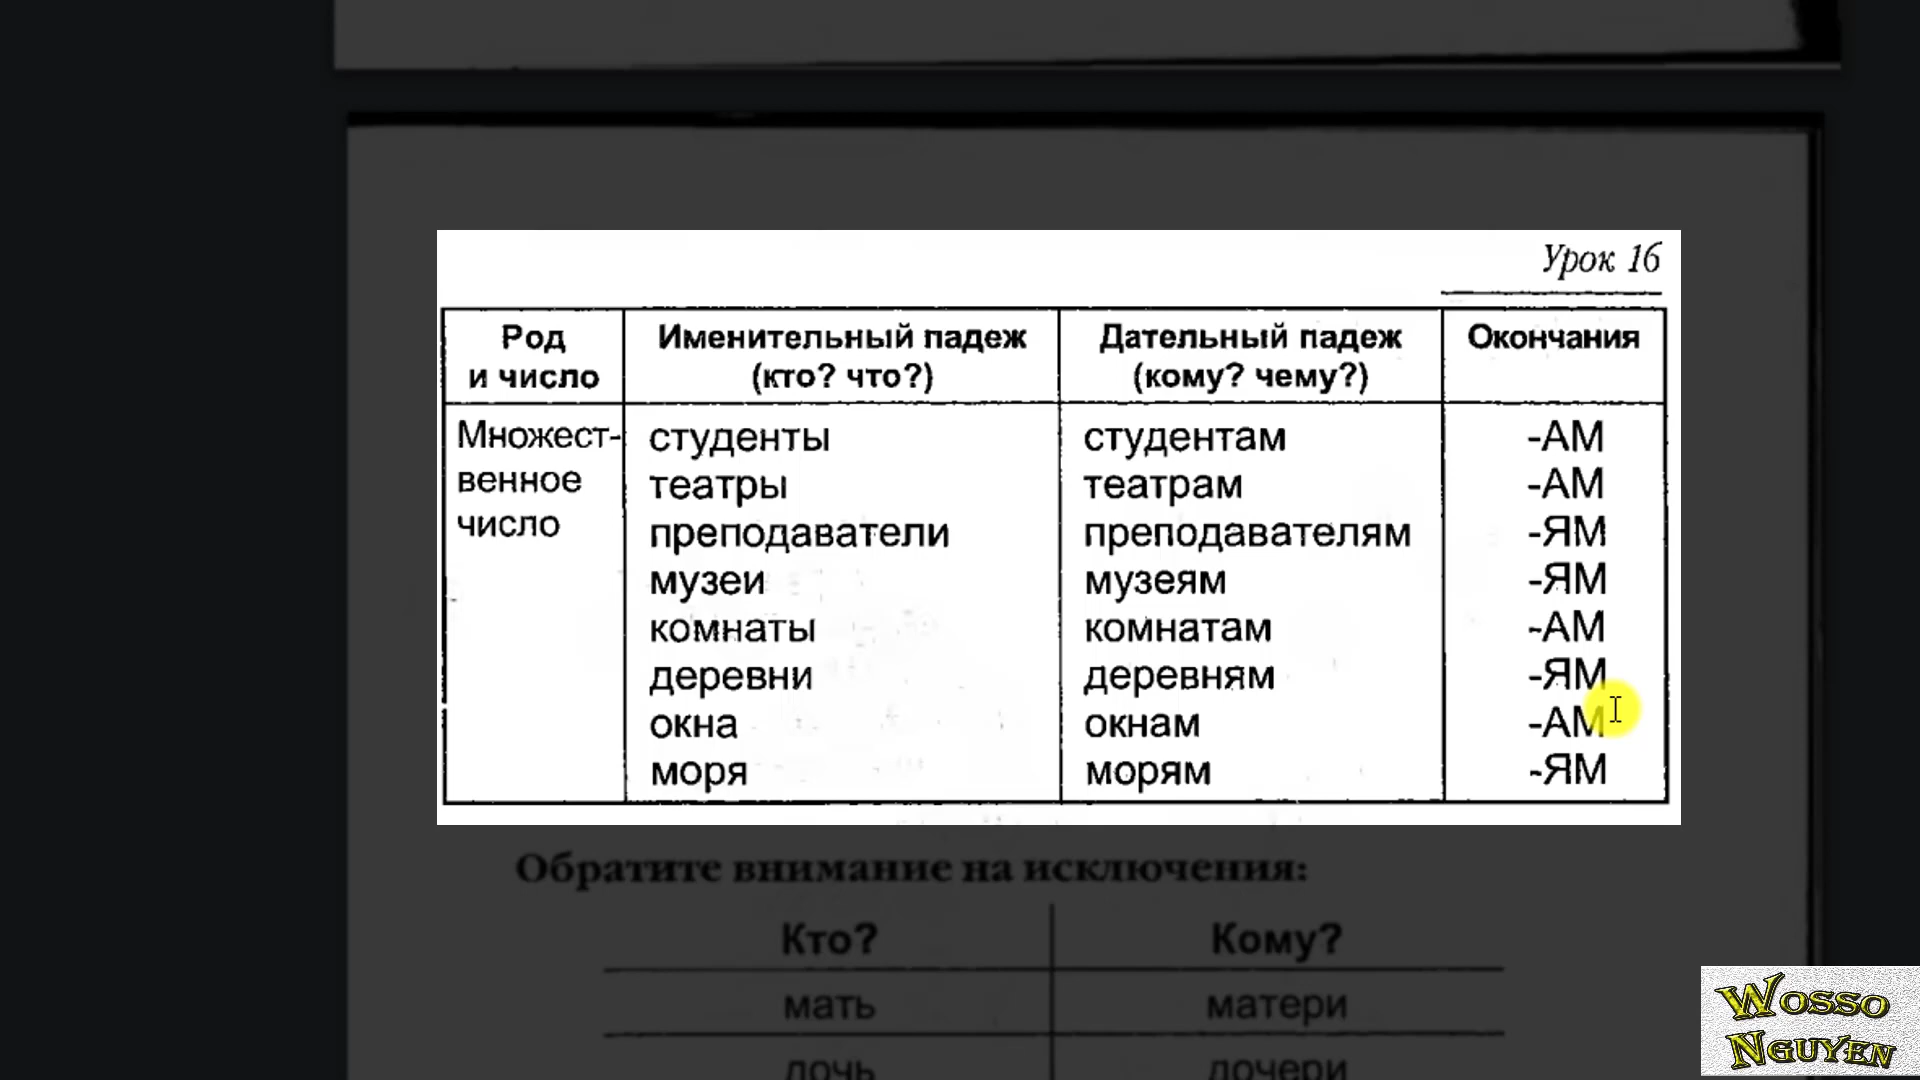 Урок 16
Род и число
Именительный падеж (кто? что?)
Дательный падеж (кому? чему?)
Окончания
Множест-
венное
число
студенты студентам -АМ
театры театрам -АМ
преподаватели преподавателям -ЯМ
музеи музеям -ЯМ
комнаты комнатам -АМ
деревни деревням -ЯМ
окна окнам -АМ
моря морям -ЯМ
Обратите внимание на исключения:
Кто? Кому?
мать матери
дочь дочери
Wosso
Nguyen